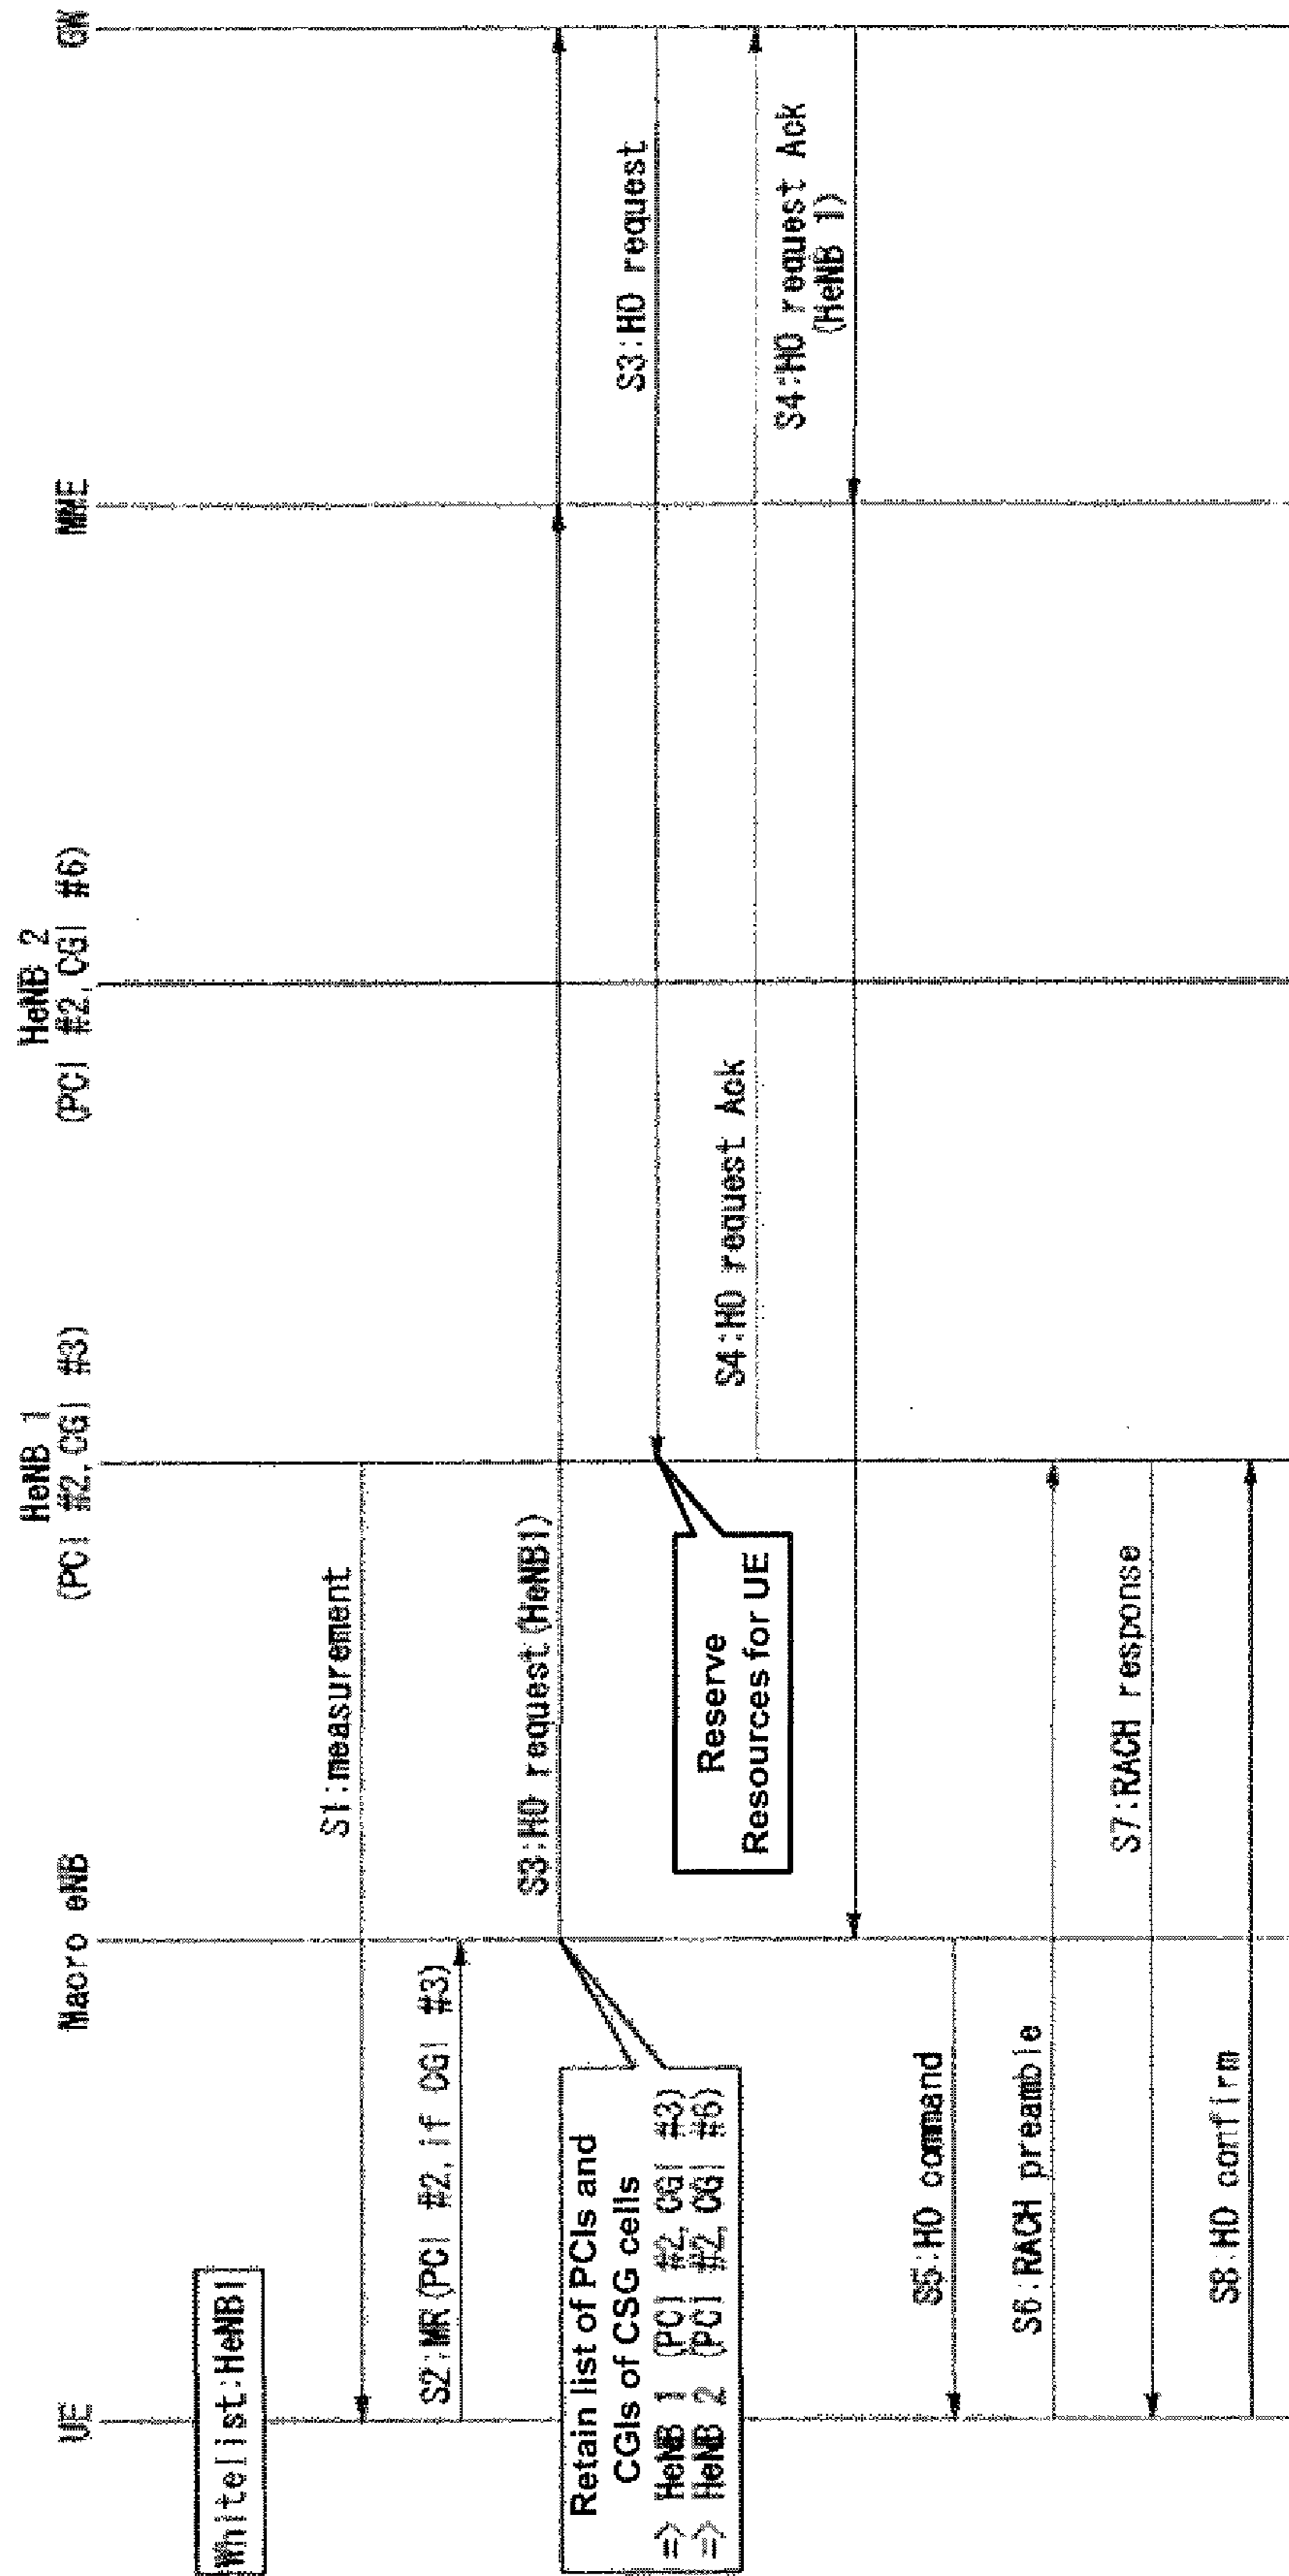 UE
Macro eNB
HeNB 1
(PCI #2, CGI #3)
HeNB 2
(PCI #2, CGI #6)
MME
GW
Whitelist:HeNB1
S1:measurement
S2:MR(PCI #2,if CGI #3)
S3:HO request(HeNB1)
Retain list of PCIs and
CGIs of CSG cells
=> HeNB 1 (PCI #2, CGI #3)
=> HeNB 2 (PCI #2, CGI #6)
S3:HO request
Reserve
Resources for UE
S4:HO request Ack
S4:HO request Ack
(HeNB 1)
S5:HO command
S6:RACH preamble
S7:RACH response
S8:HO confirm